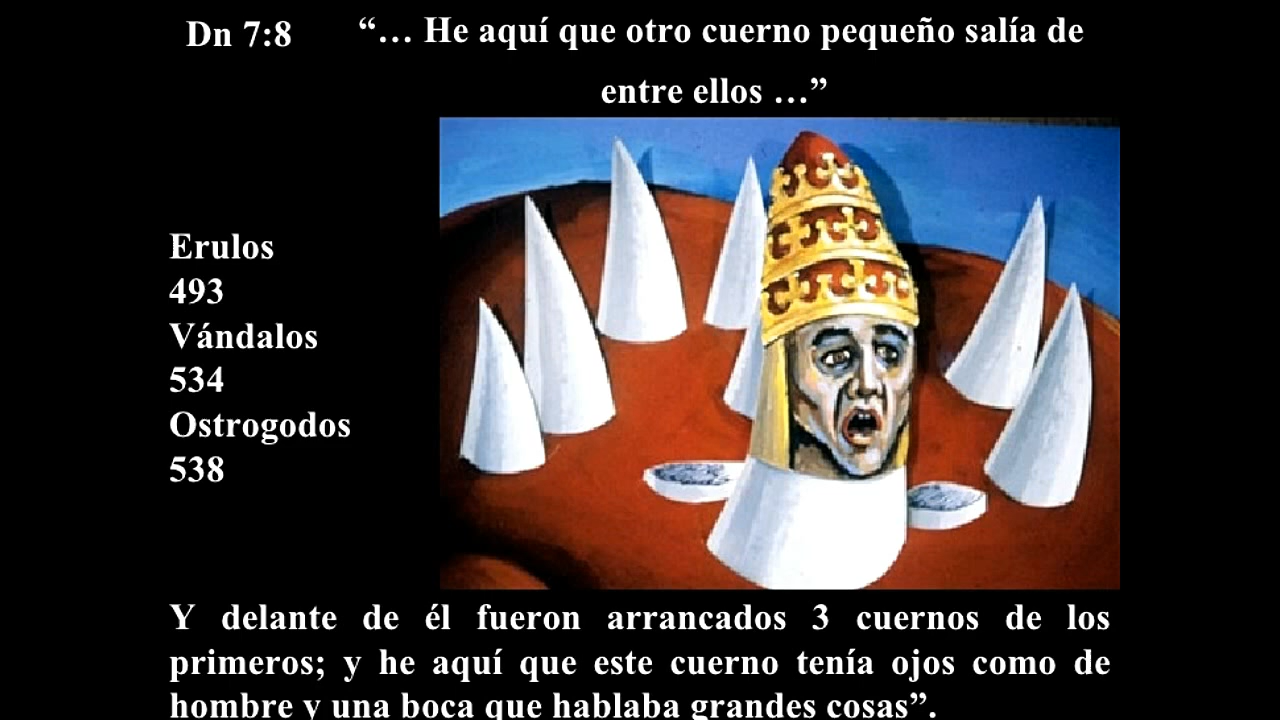 Dn 7:8 “… He aquí que otro cuerno pequeño salía de
entre ellos …”
Erulos
493
Vándalos
534
Ostrogodos
538
Y delante de él fueron arrancados 3 cuernos de los
primeros; y he aquí que este cuerno tenía ojos como de
hombre y una boca que hablaba grandes cosas”.